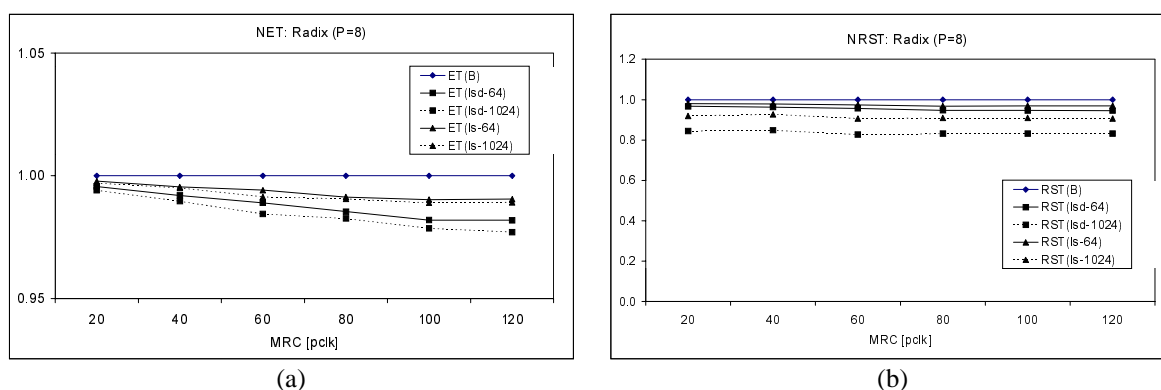 NET: Radix (P=8)
1.05
1.00
0.95
ET(B)
ET(lsd-64)
ET(lsd-1024)
ET(ls-64)
ET(ls-1024)
20 40 60 80 100 120
MRC [pclk]
(a)
NRST: Radix (P=8)
1.2
1.0
0.8
0.6
0.4
0.2
0.0
RST(B)
RST(lsd-64)
RST(lsd-1024)
RST(ls-64)
RST(ls-1024)
20 40 60 80 100 120
MRC [pclk]
(b)